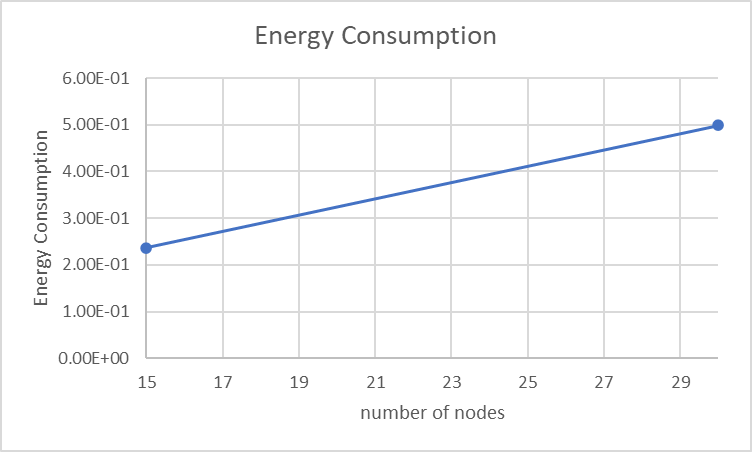 Energy Consumption
6.00E-01
5.00E-01
4.00E-01
3.00E-01
2.00E-01
1.00E-01
0.00E+00
Energy Consumption
15 17 19 21 23 25 27 29
number of nodes